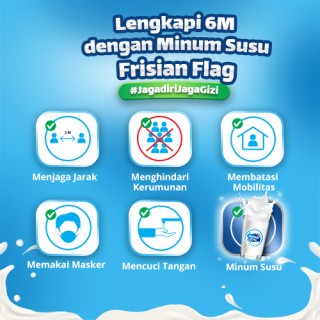 Lengkapi 6M
dengan Minum Susu
Frisian Flag
#JagadiriJagaGizi
2 M
Menjaga Jarak
Menghindari
Kerumunan
Membatasi
Mobilitas
Memakai Masker
Mencuci Tangan
Minum Susu